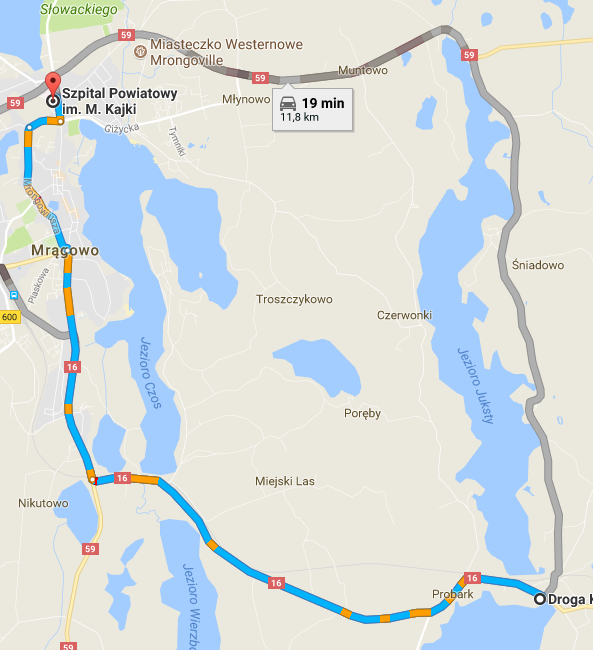 Słowackiego
59
Miasteczko Westernowe
Mrongoville
59
59
Muntowo
Szpital Powiatowy
im. M. Kajki
59
Młynowo
19 min
11,8 km
Giżycka
Tymniki
Mrągowo
Śniadowo
Plaskowa
600
Troszczykowo
Czerwonki
16
Jezioro Czos
Jezioro Juksty
Poręby
16
Miejski Las
Nikutowo
59
16
16
Probark
Droga K
Jezioro Wierzb
59